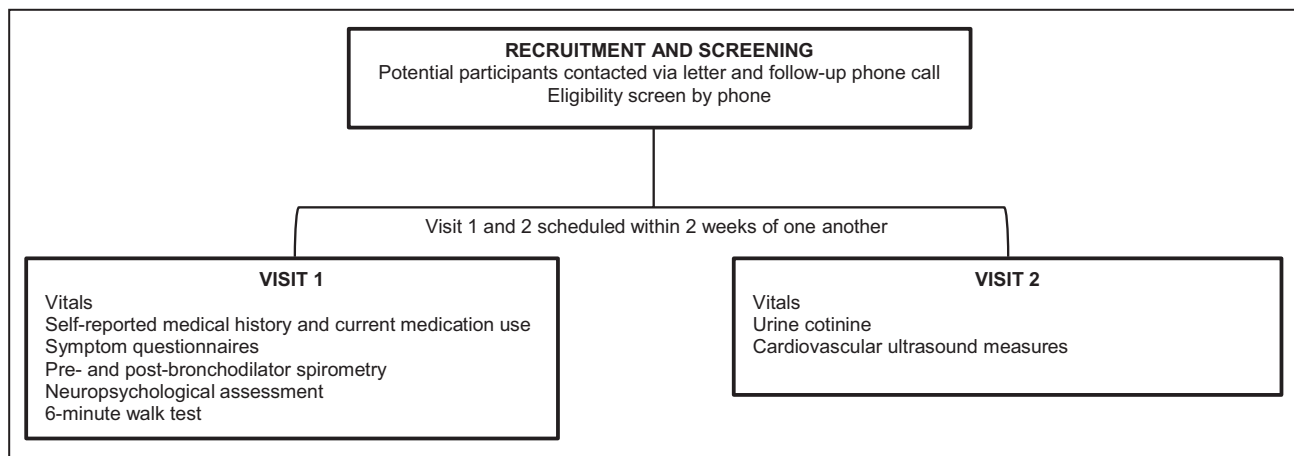 RECRUITMENT AND SCREENING
Potential participants contacted via letter and follow-up phone call
Eligibility screen by phone
Visit 1 and 2 scheduled within 2 weeks of one another
VISIT 1
Vitals
Self-reported medical history and current medication use
Symptom questionnaires
Pre- and post-bronchodilator spirometry
Neuropsychological assessment
6-minute walk test
VISIT 2
Vitals
Urine cotinine
Cardiovascular ultrasound measures